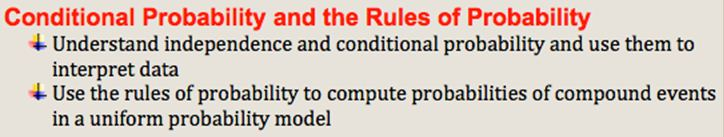 Conditional Probability and the Rules of Probability
Understand independence and conditional probability and use them to
interpret data
Use the rules of probability to compute probabilities of compound events
in a uniform probability model